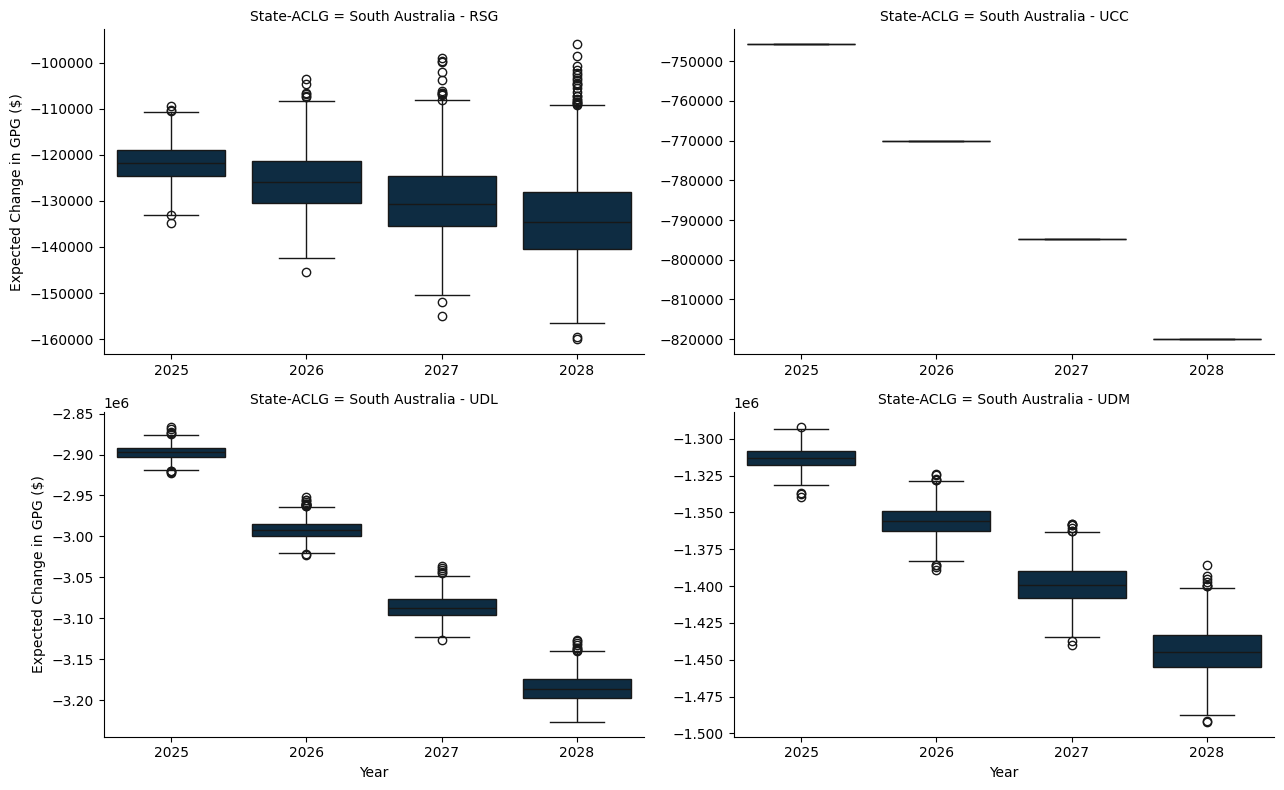 State-ACLG = South Australia - RSG
Expected Change in GPG ($)
−100000
−110000
−120000
−130000
−140000
−150000
−160000
2025 2026 2027 2028
State-ACLG = South Australia - UCC
−750000
−760000
−770000
−780000
−790000
−800000
−810000
−820000
2025 2026 2027 2028
State-ACLG = South Australia - UDL
1e6
Expected Change in GPG ($)
−2.85
−2.90
−2.95
−3.00
−3.05
−3.10
−3.15
−3.20
2025 2026 2027 2028
Year
State-ACLG = South Australia - UDM
1e6
−1.300
−1.325
−1.350
−1.375
−1.400
−1.425
−1.450
−1.475
−1.500
2025 2026 2027 2028
Year